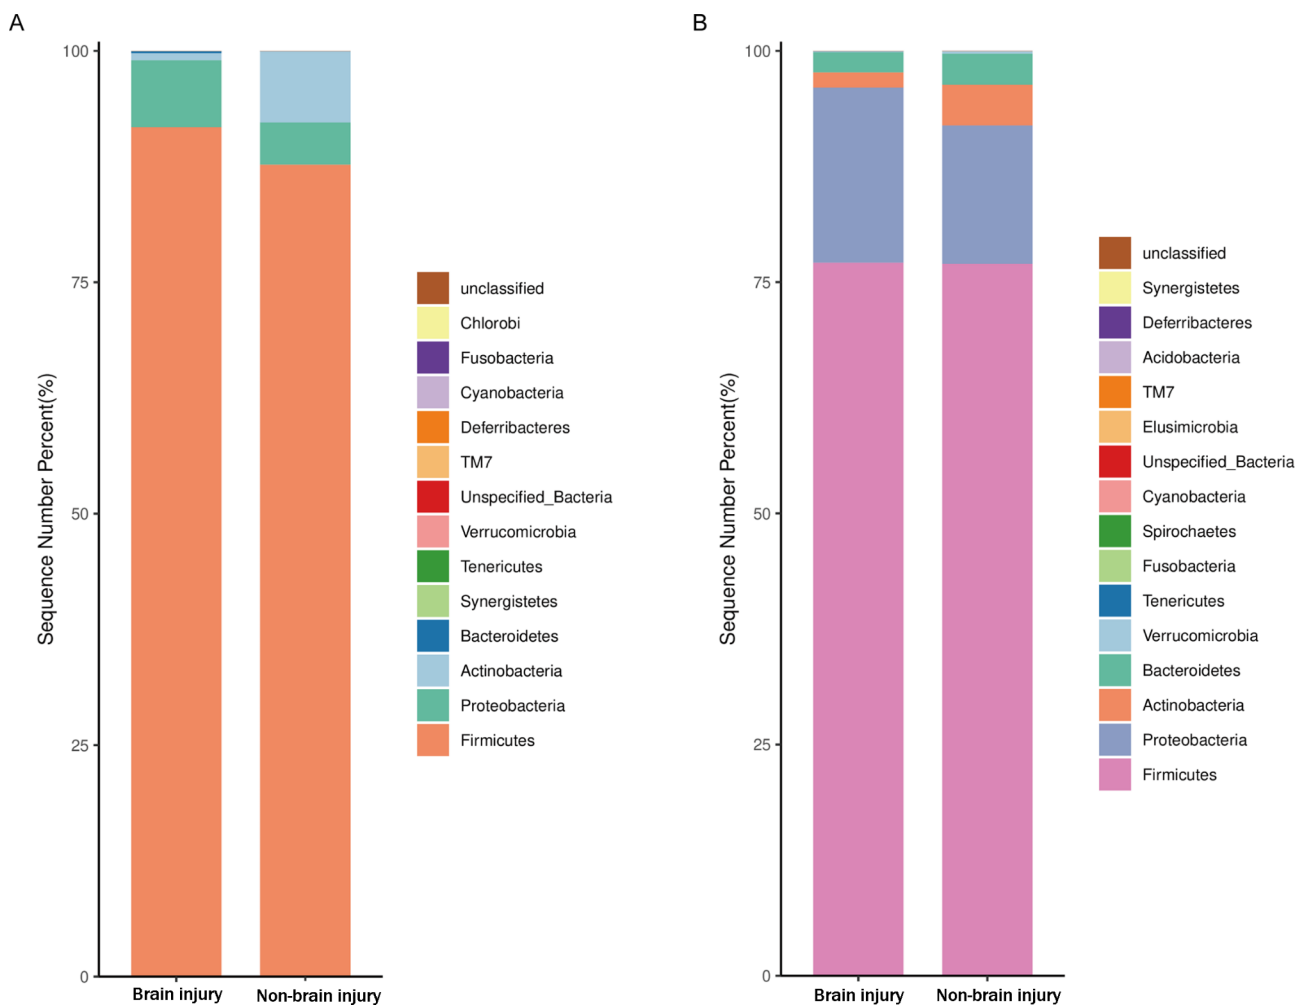 A
100
75
50
25
0
Sequence Number Percent(%)
Brain injury
Non-brain injury
unclassified
Chlorobi
Fusobacteria
Cyanobacteria
Deferribacteres
TM7
Unspecified_Bacteria
Verrucomicrobia
Tenericutes
Synergistetes
Bacteroidetes
Actinobacteria
Proteobacteria
Firmicutes
B
100
75
50
25
0
Sequence Number Percent(%)
Brain injury
Non-brain injury
unclassified
Synergistetes
Deferribacteres
Acidobacteria
TM7
Elusimicrobia
Unspecified_Bacteria
Cyanobacteria
Spirochaetes
Fusobacteria
Tenericutes
Verrucomicrobia
Bacteroidetes
Actinobacteria
Proteobacteria
Firmicutes